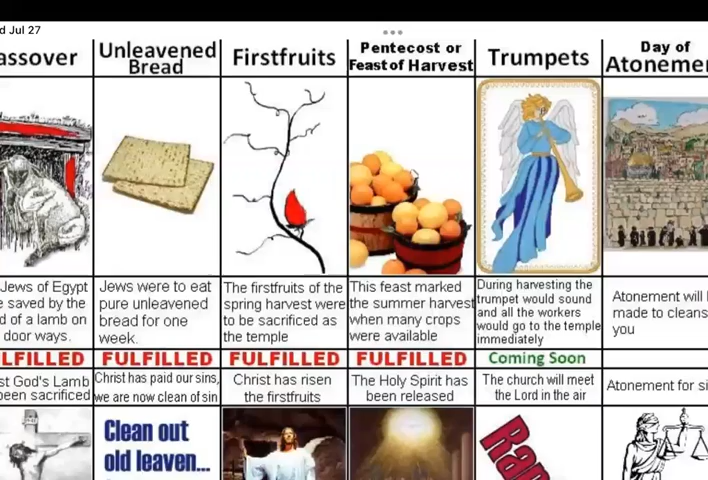 d Jul 27
assover
Unleavened
Bread
Firstfruits
Pentecost or
Feast of Harvest
Trumpets
Day of
Atonemen
Jews of Egypt
e saved by the
d of a lamb on
door ways.
Jews were to eat
pure unleavened
bread for one
week.
The firstfruits of the
spring harvest were
to be sacrificed as
the temple
This feast marked
the summer harvest
when many crops
were available
During harvesting the
trumpet would sound
and all the workers
would go to the temple
immediately
Atonement will
made to cleans
you
LFILLED
FULFILLED
FULFILLED
FULFILLED
Coming Soon
st God's Lamb
been sacrificed
Christ has paid our sins,
we are now clean of sin
Christ has risen
the firstfruits
The Holy Spirit has
been released
The church will meet
the Lord in the air
Atonement for si
Clean out
old leaven...
Rap